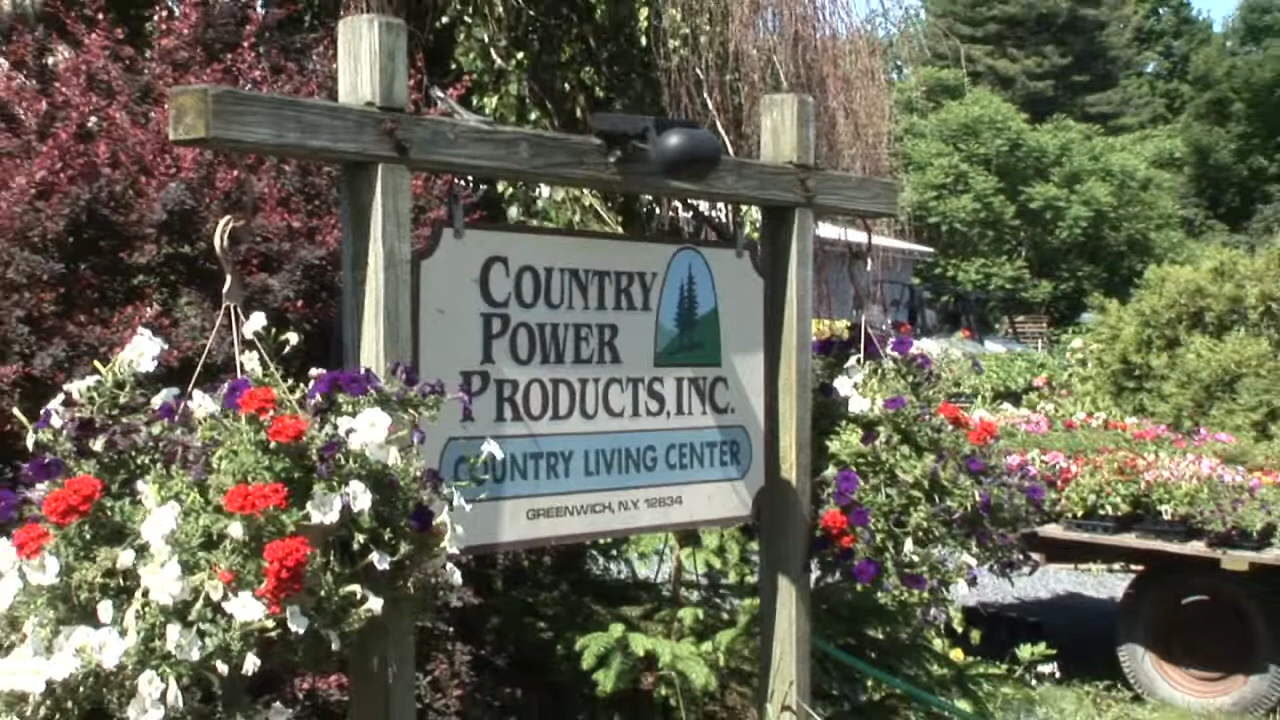 COUNTRY
POWER
PRODUCTS, INC.
COUNTRY LIVING CENTER
GREENWICH, N.Y. 12834